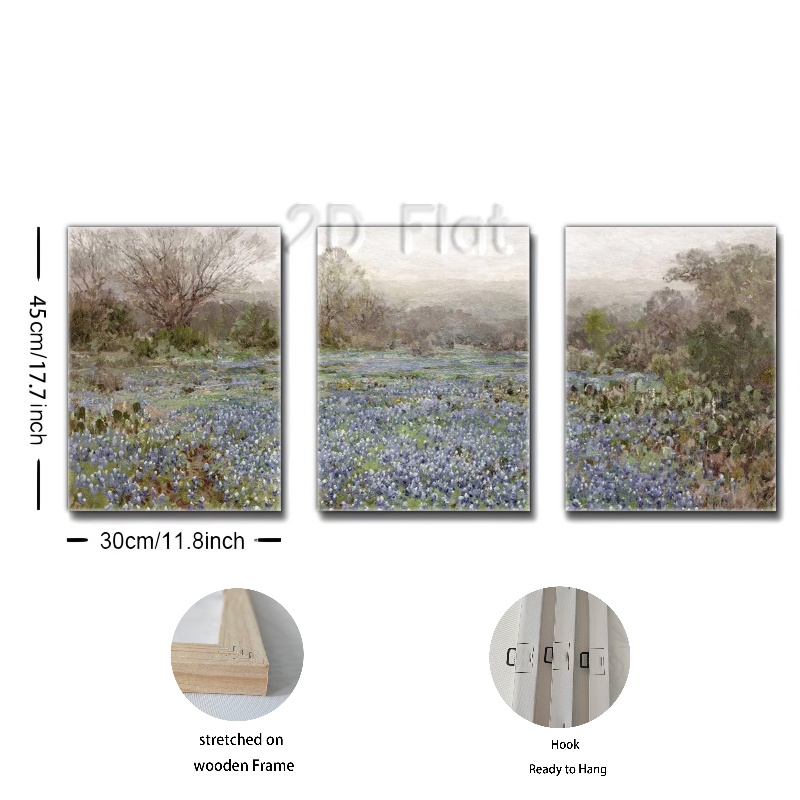 2D Flat
45cm/17.7inch
30cm/11.8inch
stretched on
wooden Frame
Hook
Ready to Hang